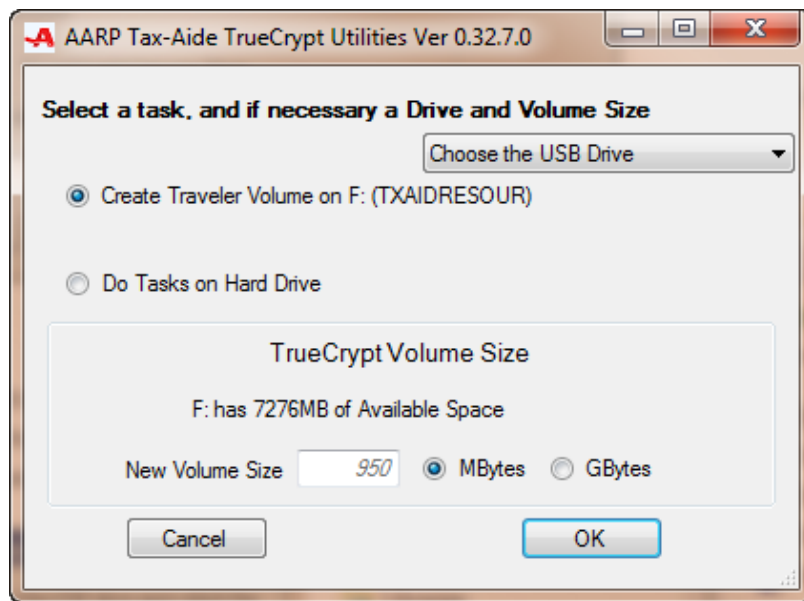 AARP Tax-Aide TrueCrypt Utilities Ver 0.32.7.0
Select a task, and if necessary a Drive and Volume Size
Choose the USB Drive
Create Traveler Volume on F: (TXAIDRESOUR)
Do Tasks on Hard Drive
TrueCrypt Volume Size
F: has 7276MB of Available Space
New Volume Size 950 MBytes GBytes
Cancel OK